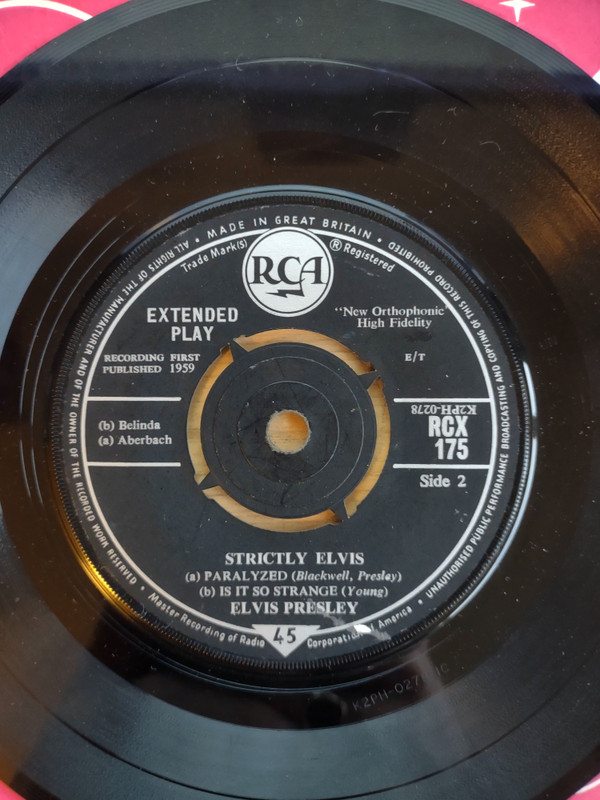 MADE IN GREAT BRITAIN
ALL RIGHTS OF THE MANUFACTURER AND OF THE OWNER OF THE RECORDED WORK RESERVED
UNAUTHORISED PUBLIC PERFORMANCE BROADCASTING AND COPYING OF THIS RECORD PROHIBITED
Trade Mark(s)
RCA
® Registered
EXTENDED
PLAY
"New Orthophonic"
High Fidelity
RECORDING FIRST
PUBLISHED 1959
E/T
(b) Belinda
(a) Aberbach
K2PH-0278
RCX
175
Side 2
STRICTLY ELVIS
(a) PARALYZED (Blackwell, Presley)
(b) IS IT SO STRANGE (Young)
ELVIS PRESLEY
Master Recording of Radio 45 Corporation of America